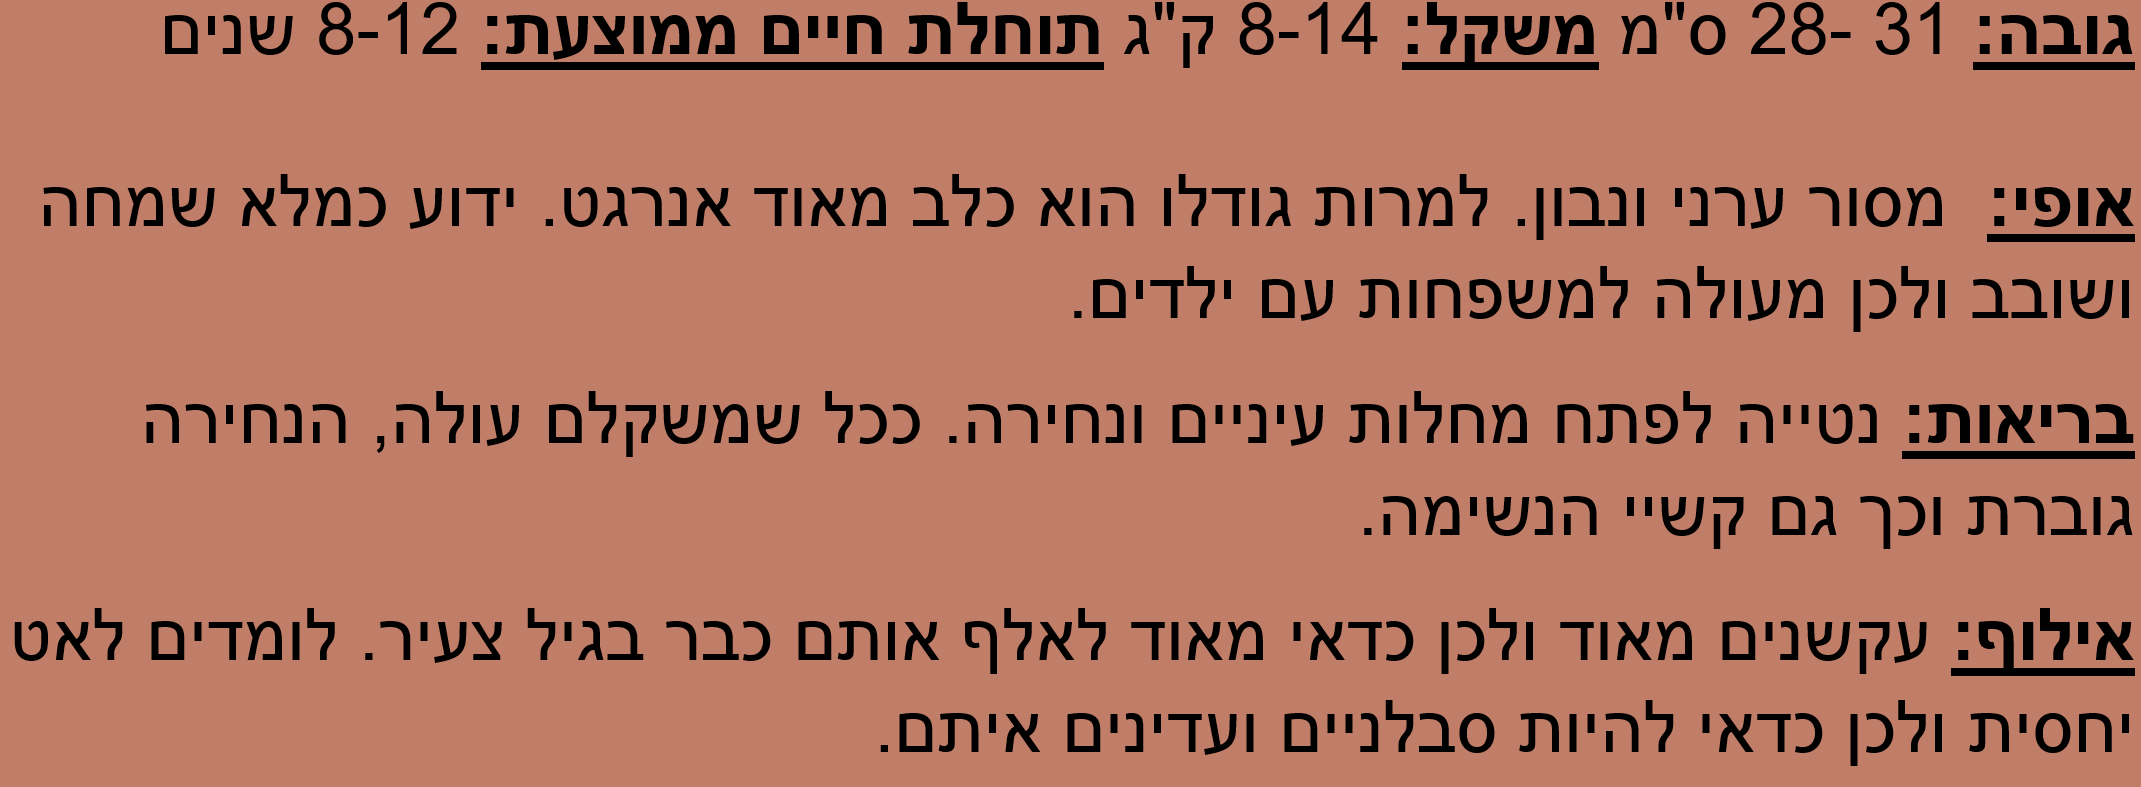 גובה: 31 -28 ס"מ משקל: 8-14 ק"ג תוחלת חיים ממוצעת: 8-12 שנים
אופי: מסור ערני ונבון. למרות גודלו הוא כלב מאוד אנרגט. ידוע כמלא שמחה
ושובב ולכן מעולה למשפחות עם ילדים.
בריאות: נטייה לפתח מחלות עיניים ונחירה. ככל שמשקלם עולה, הנחירה
גוברת וכך גם קשיי הנשימה.
אילוף: עקשנים מאוד ולכן כדאי מאוד לאלף אותם כבר בגיל צעיר. לומדים לאט
יחסית ולכן כדאי להיות סבלניים ועדינים איתם.